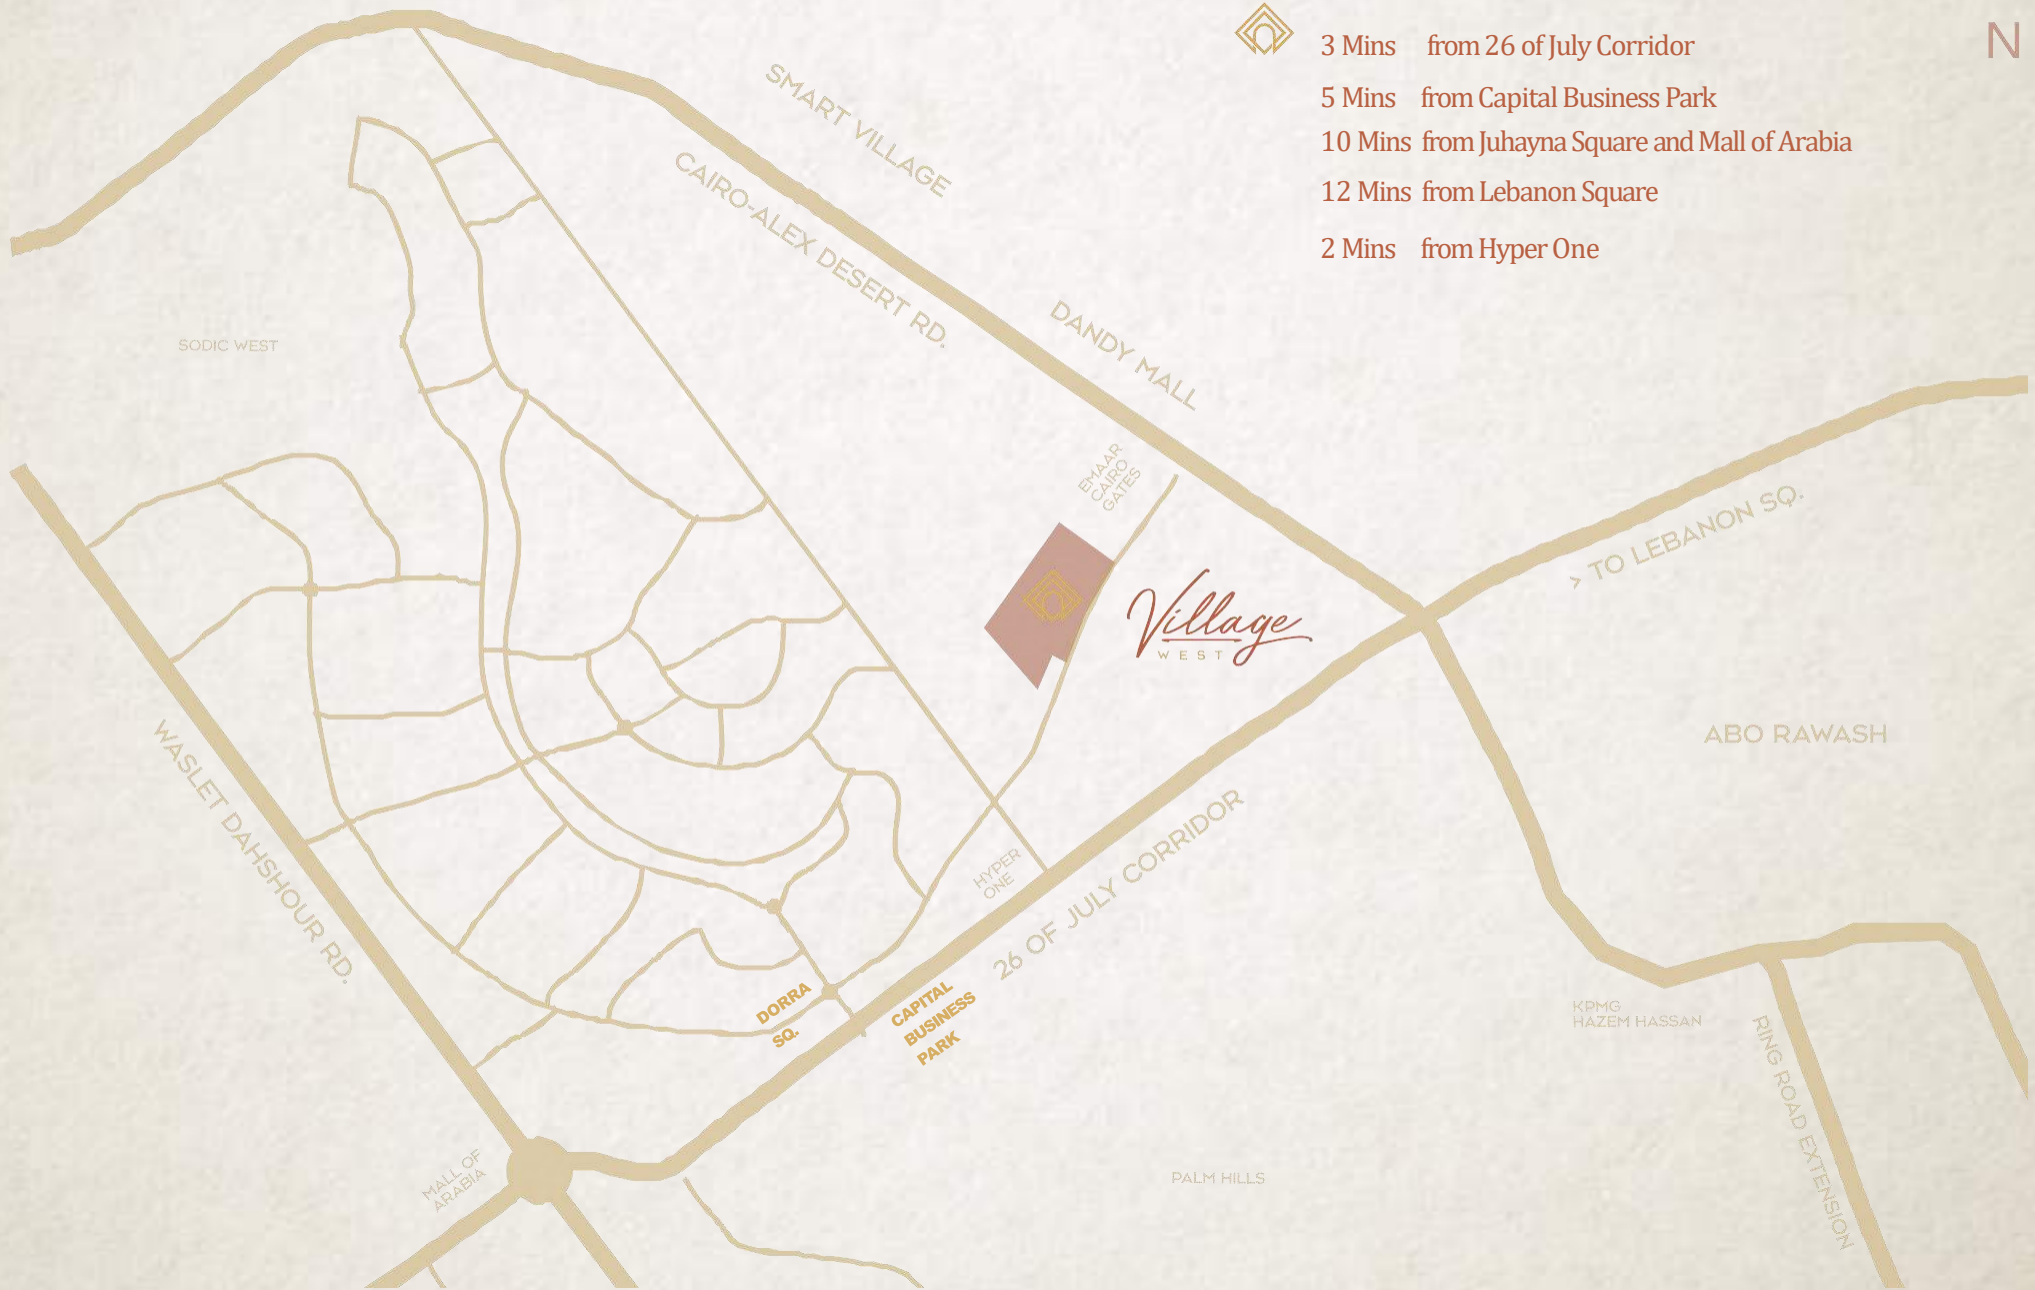 3 Mins from 26 of July Corridor
N
5 Mins from Capital Business Park
10 Mins from Juhayna Square and Mall of Arabia
12 Mins from Lebanon Square
2 Mins from Hyper One
SMART VILLAGE
CAIRO-ALEX DESERT RD.
DANDY MALL
SODIC WEST
EMAAR
CAIRO
GATES
> TO LEBANON SQ.
Village
WEST
ABO RAWASH
WASLET DAHSHOUR RD.
HYPER
ONE
26 OF JULY CORRIDOR
DORRA
SQ.
CAPITAL
BUSINESS
PARK
KPMG
HAZEM HASSAN
RING ROAD EXTENSION
MALL OF
ARABIA
PALM HILLS